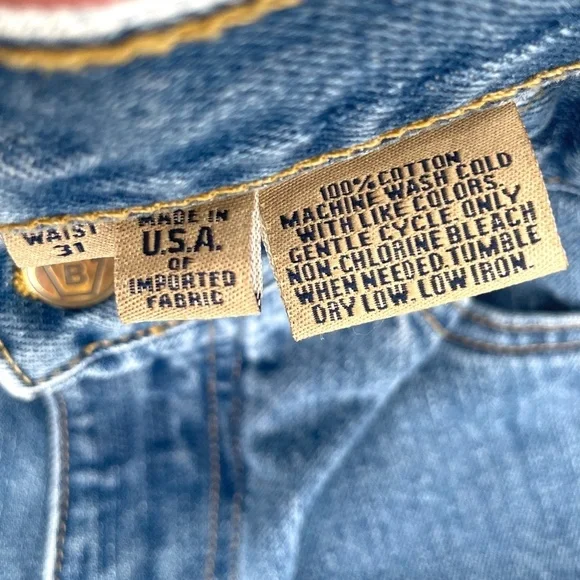 WAIST
31
MADE IN
U.S.A.
OF
IMPORTED
FABRIC
100% COTTON
MACHINE WASH COLD
WITH LIKE COLORS.
GENTLE CYCLE. ONLY
NON-CHLORINE BLEACH
WHEN NEEDED. TUMBLE
DRY LOW. LOW IRON.
B